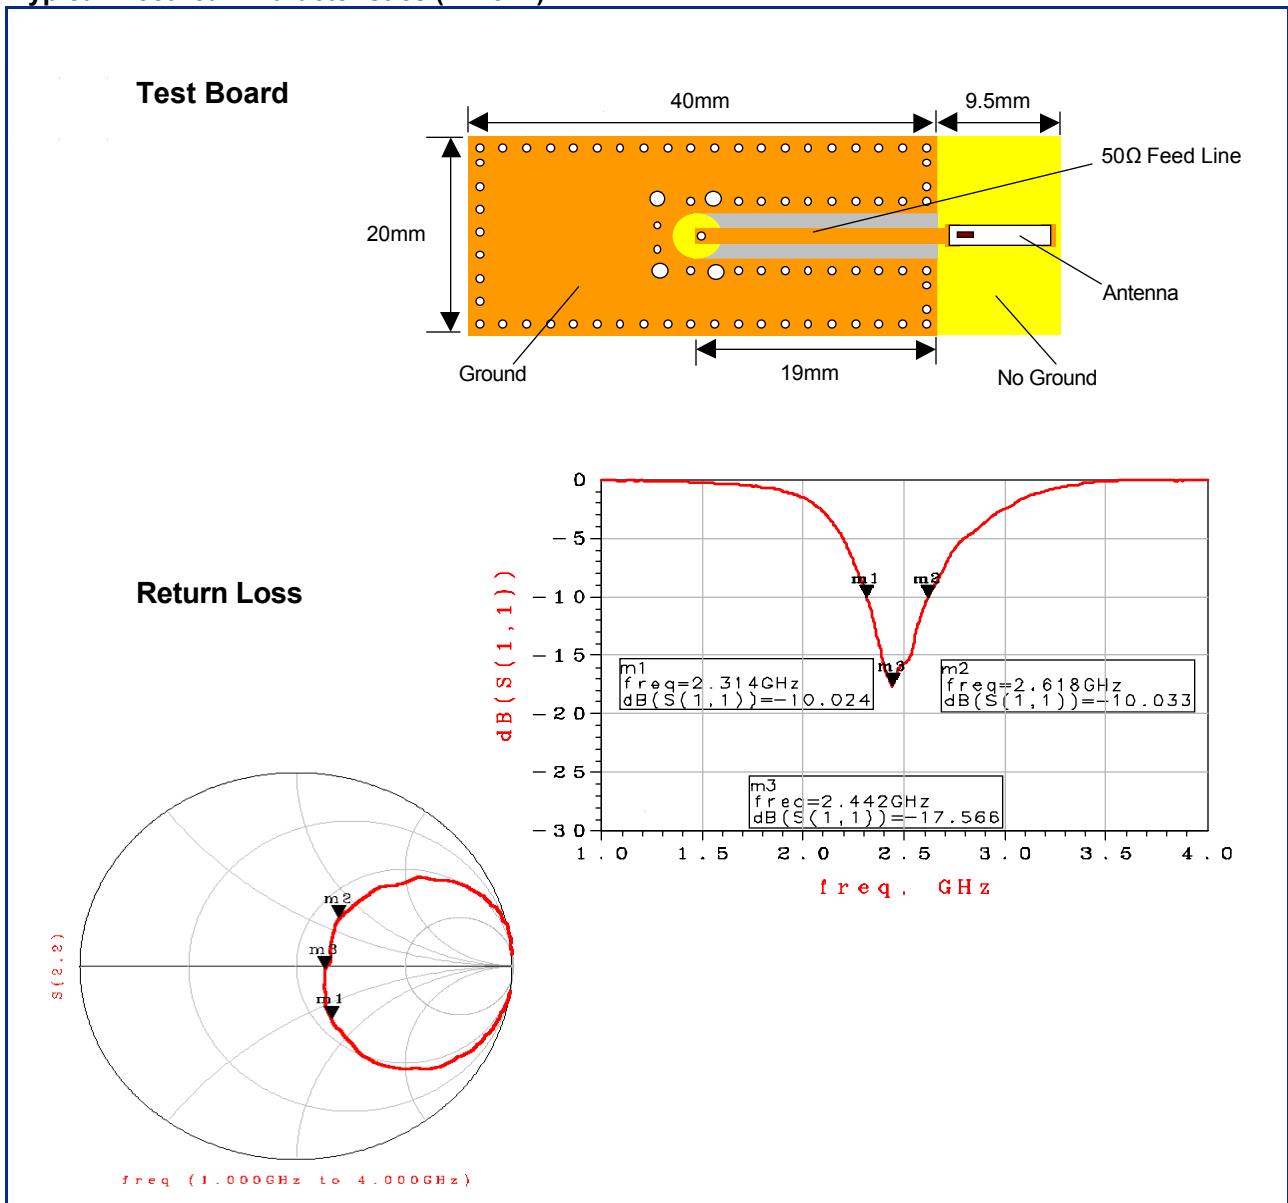 Test Board
40mm
9.5mm
50Ω Feed Line
20mm
Antenna
Ground
19mm
No Ground
Return Loss
0
-5
-10
-15
-20
-25
-30
dB(S(1,1))
m1
m2
m3
m1
freq=2.314GHz
dB(S(1,1))=-10.024
m2
freq=2.618GHz
dB(S(1,1))=-10.033
m3
freq=2.442GHz
dB(S(1,1))=-17.566
1.0 1.5 2.0 2.5 3.0 3.5 4.0
freq, GHz
m2
m3
m1
S(2,2)
freq (1.000GHz to 4.000GHz)